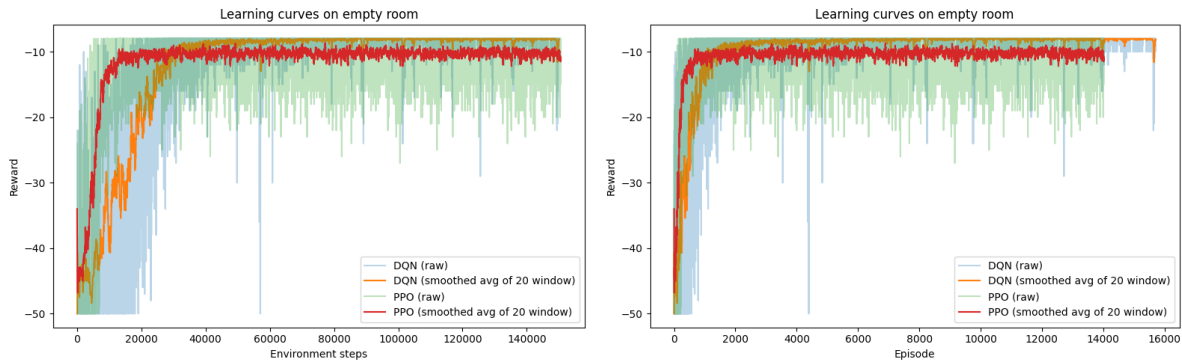 Learning curves on empty room
−10
−20
−30
−40
−50
Reward
0
20000
40000
60000
80000
100000
120000
140000
Environment steps
DQN (raw)
DQN (smoothed avg of 20 window)
PPO (raw)
PPO (smoothed avg of 20 window)
Learning curves on empty room
−10
−20
−30
−40
−50
Reward
0
2000
4000
6000
8000
10000
12000
14000
16000
Episode
DQN (raw)
DQN (smoothed avg of 20 window)
PPO (raw)
PPO (smoothed avg of 20 window)